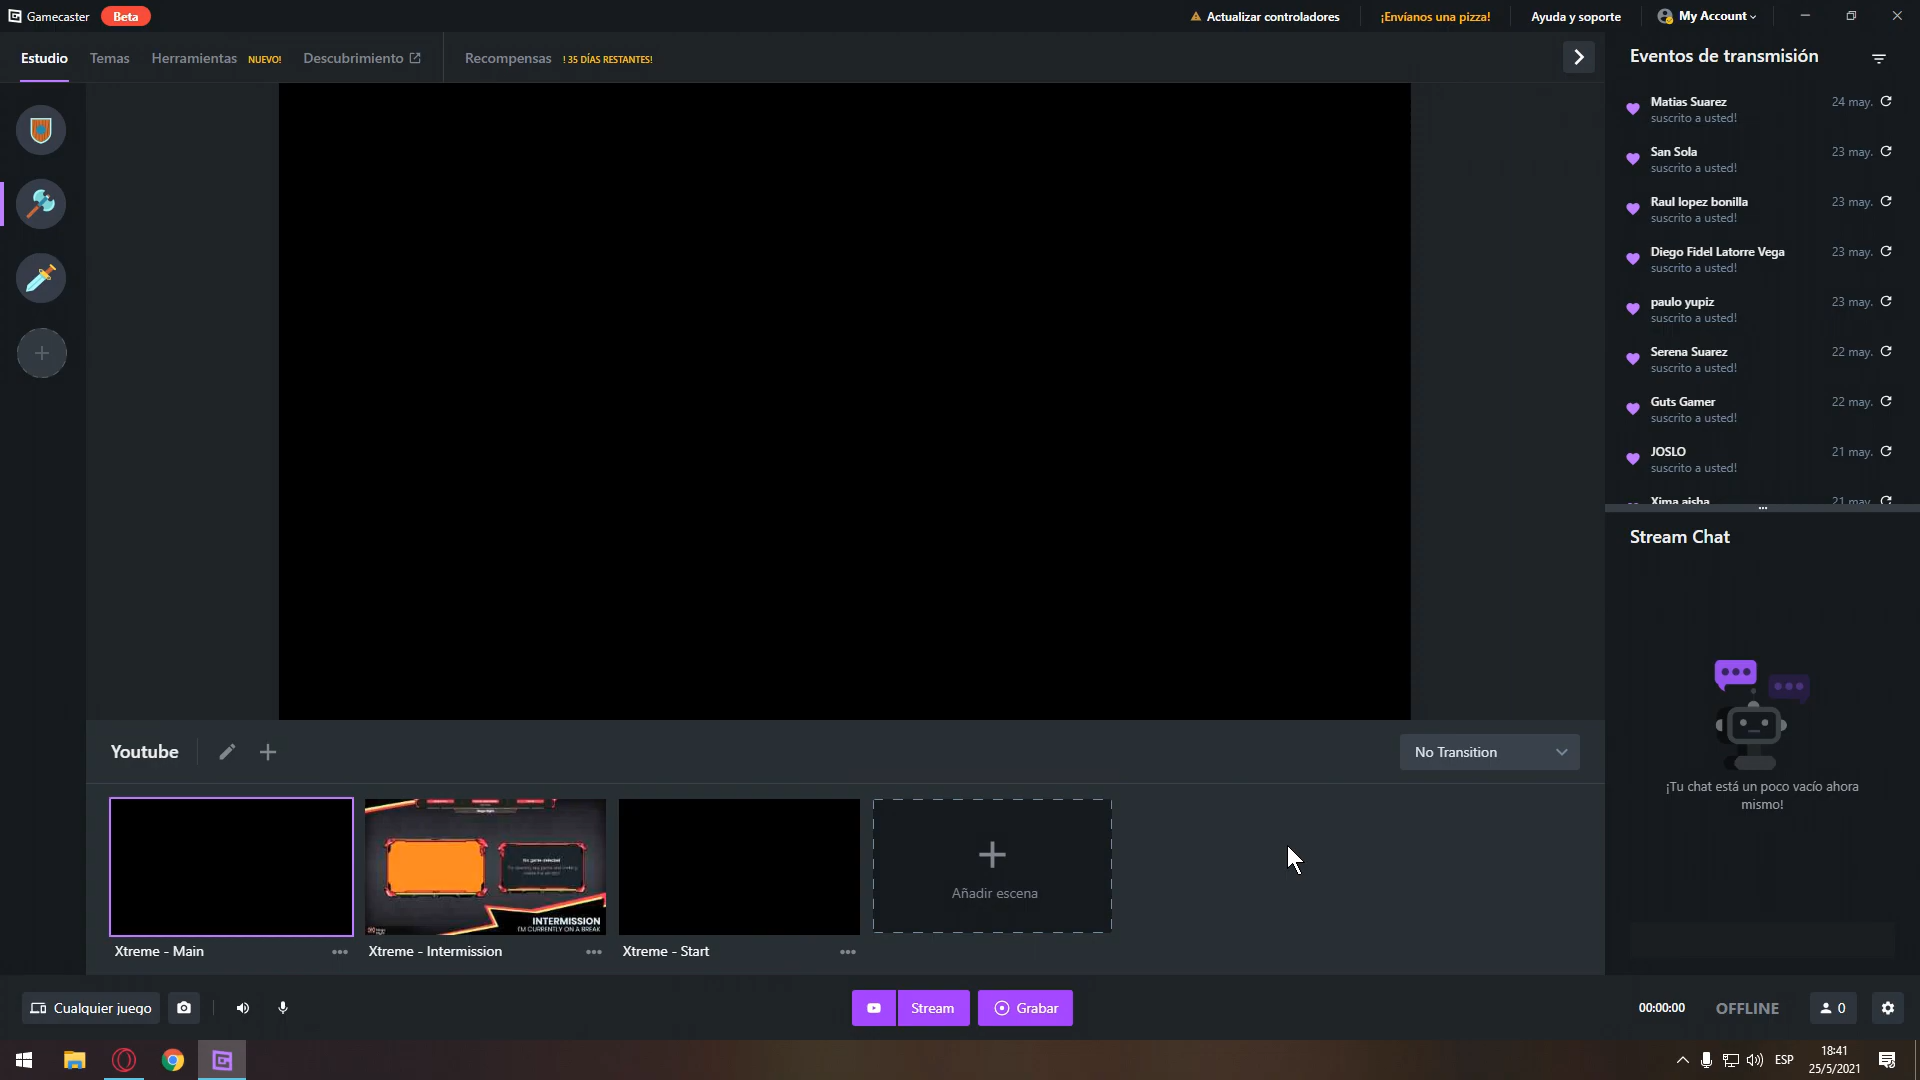 Gamecaster Beta
Actualizar controladores
¡Envíanos una pizza!
Ayuda y soporte
My Account
Estudio
Temas
Herramientas NUEVO!
Descubrimiento
Recompensas ! 35 DÍAS RESTANTES!
Eventos de transmisión
Matias Suarez 24 may.
suscrito a usted!
San Sola 23 may.
suscrito a usted!
Raul lopez bonilla 23 may.
suscrito a usted!
Diego Fidel Latorre Vega 23 may.
suscrito a usted!
paulo yupiz 23 may.
suscrito a usted!
Serena Suarez 22 may.
suscrito a usted!
Guts Gamer 22 may.
suscrito a usted!
JOSLO 21 may.
suscrito a usted!
Xima aisha 21 may.
Stream Chat
¡Tu chat está un poco vacío ahora
mismo!
Youtube
No Transition
INTERMISSION
I'M CURRENTLY ON A BREAK
Añadir escena
Xtreme - Main
Xtreme - Intermission
Xtreme - Start
Cualquier juego
Stream
Grabar
00:00:00
OFFLINE
0
ESP
18:41
25/5/2021